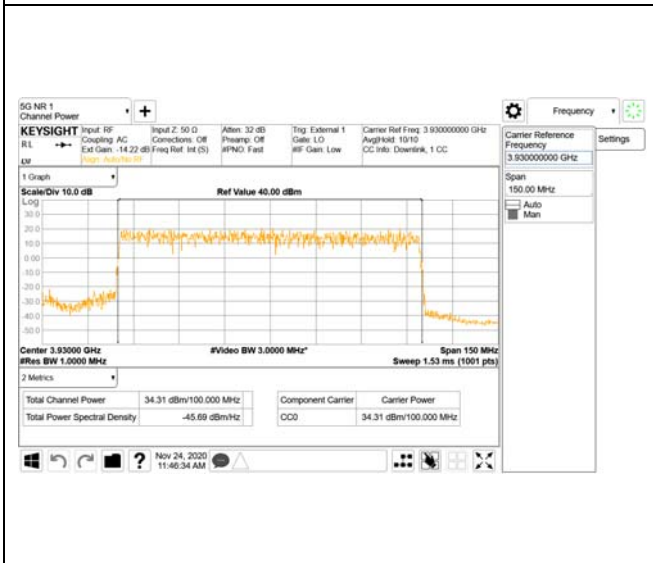 5G NR 1
Channel Power
Frequency
KEYSIGHT
RL
Input: RF
Coupling: AC
Ext Gain: -14.22 dB
Align: Auto/No RF
Input Z: 50 Ω
Corrections: Off
Freq Ref: Int (S)
Atten: 32 dB
Preamp: Off
#PNO: Fast
Trig: External 1
Gate: LO
#IF Gain: Low
Carrier Ref Freq: 3.930000000 GHz
Avg|Hold: 10/10
CC Info: Downlink, 1 CC
Carrier Reference
Frequency
3.930000000 GHz
Settings
Span
150.00 MHz
Auto
Man
1 Graph
Scale/Div 10.0 dB
Ref Value 40.00 dBm
Log
30.0
20.0
10.0
0.00
-10.0
-20.0
-30.0
-40.0
-50.0
Center 3.93000 GHz
#Video BW 3.0000 MHz*
Span 150 MHz
#Res BW 1.0000 MHz
Sweep 1.53 ms (1001 pts)
2 Metrics
Total Channel Power 34.31 dBm/100.000 MHz
Total Power Spectral Density -45.69 dBm/Hz
Component Carrier Carrier Power
CC0 34.31 dBm/100.000 MHz
?
Nov 24, 2020
11:46:34 AM